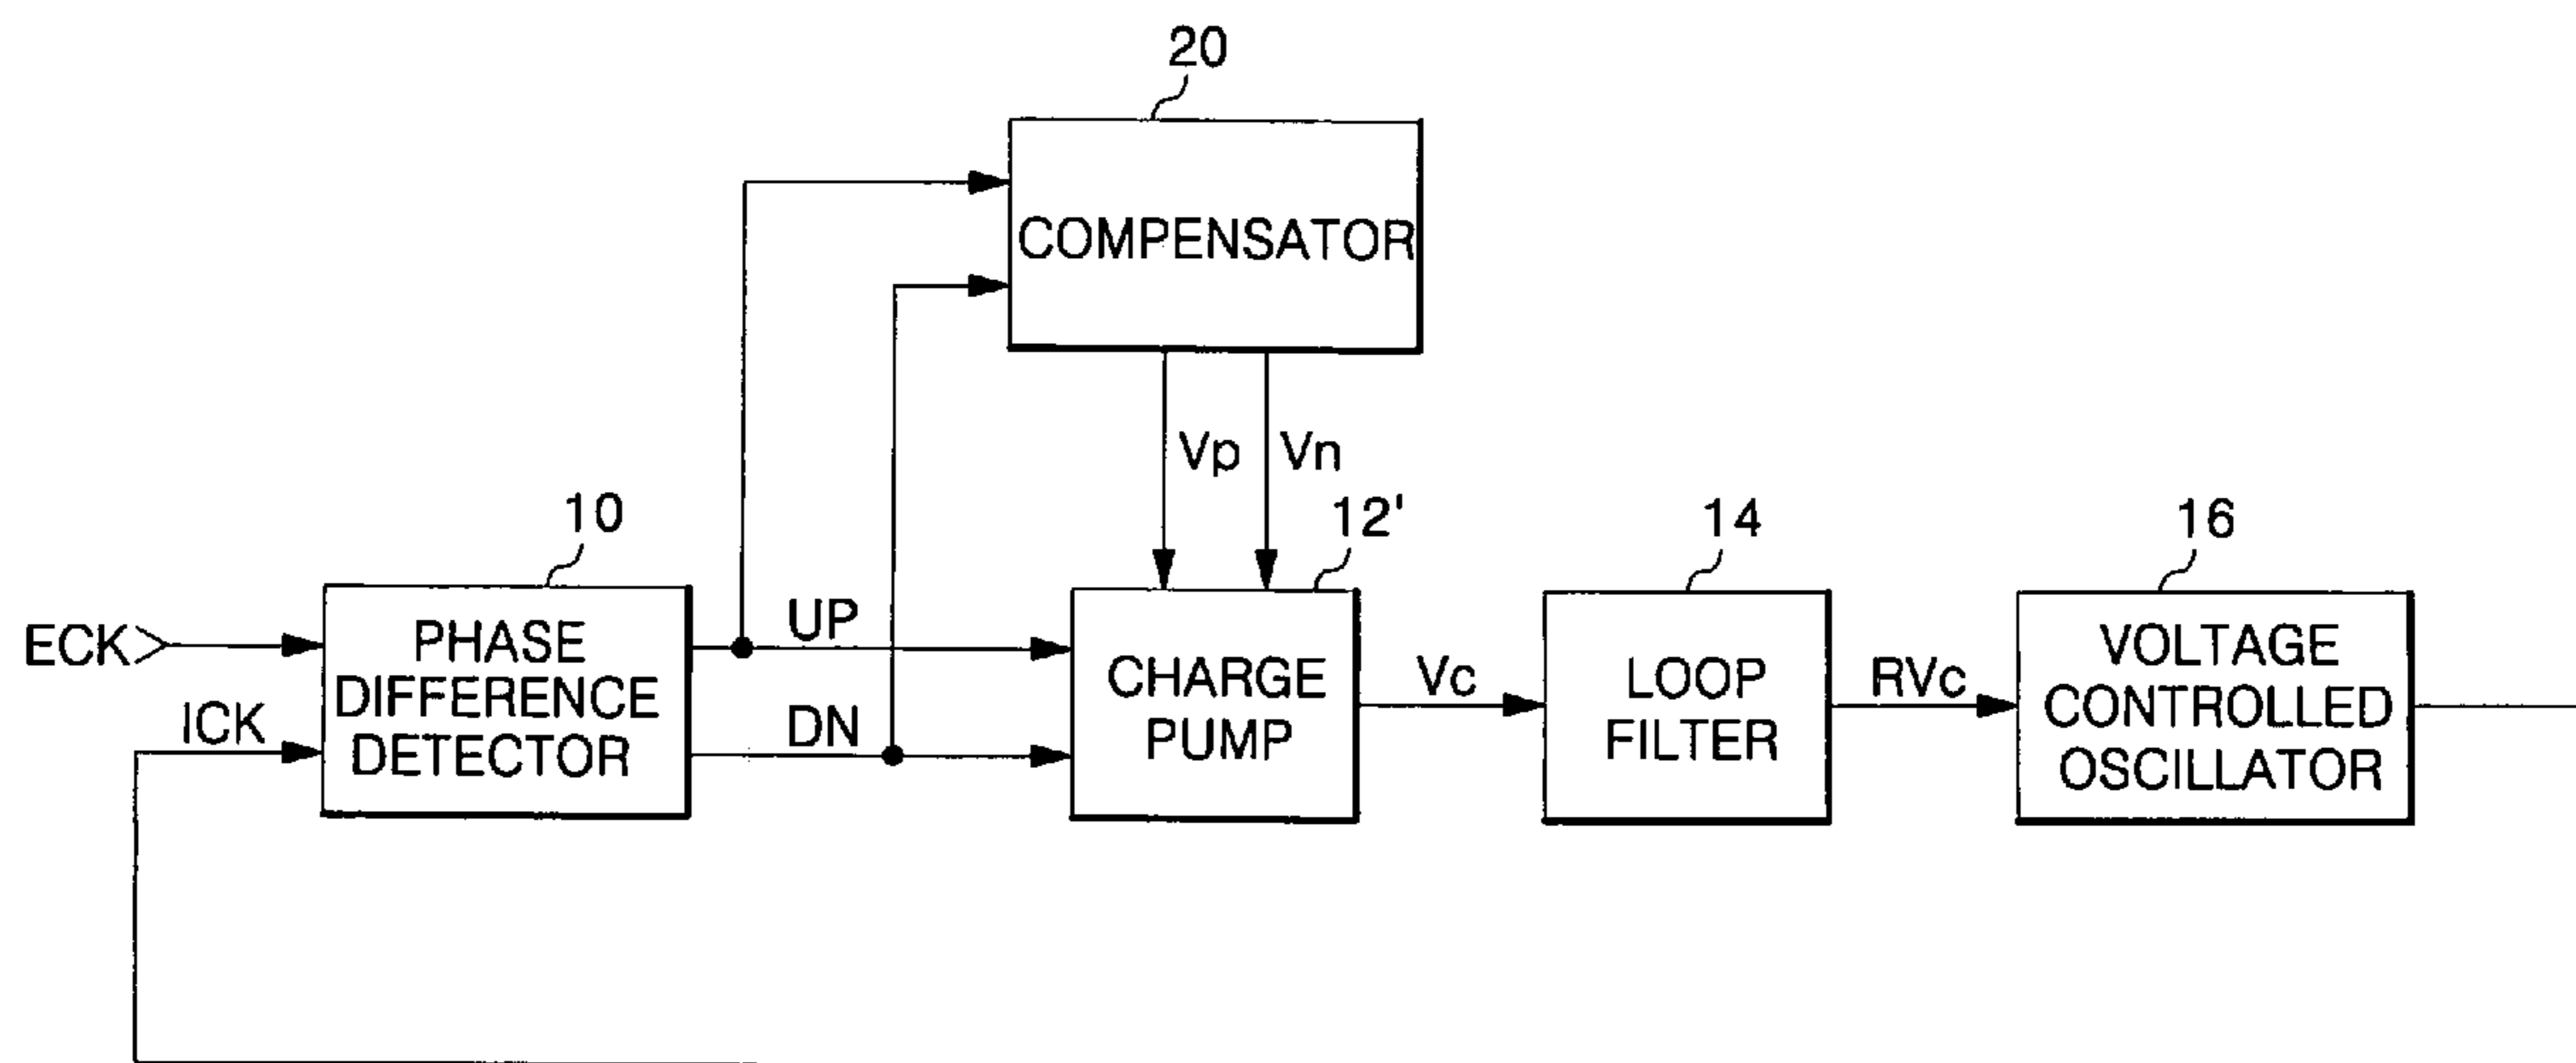 20
COMPENSATOR
Vp
Vn
10
12'
14
16
ECK
ICK
PHASE
DIFFERENCE
DETECTOR
UP
DN
CHARGE
PUMP
Vc
LOOP
FILTER
RVc
VOLTAGE
CONTROLLED
OSCILLATOR